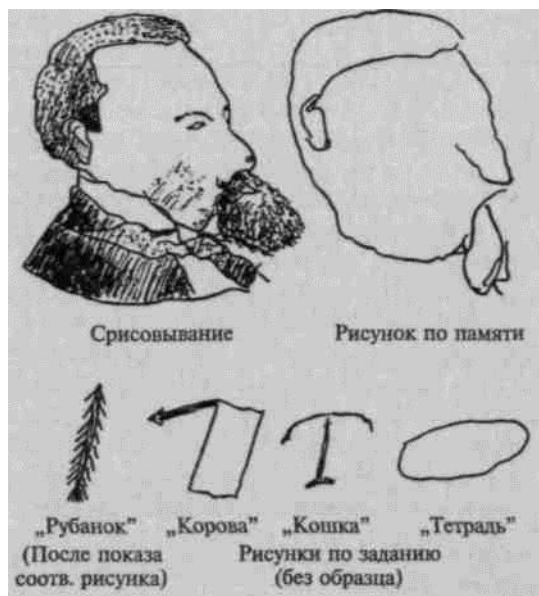 Срисовывание
Рисунок по памяти
„Рубанок” „Корова” „Кошка” „Тетрадь”
(После показа
соотв. рисунка)
Рисунки по заданию
(без образца)